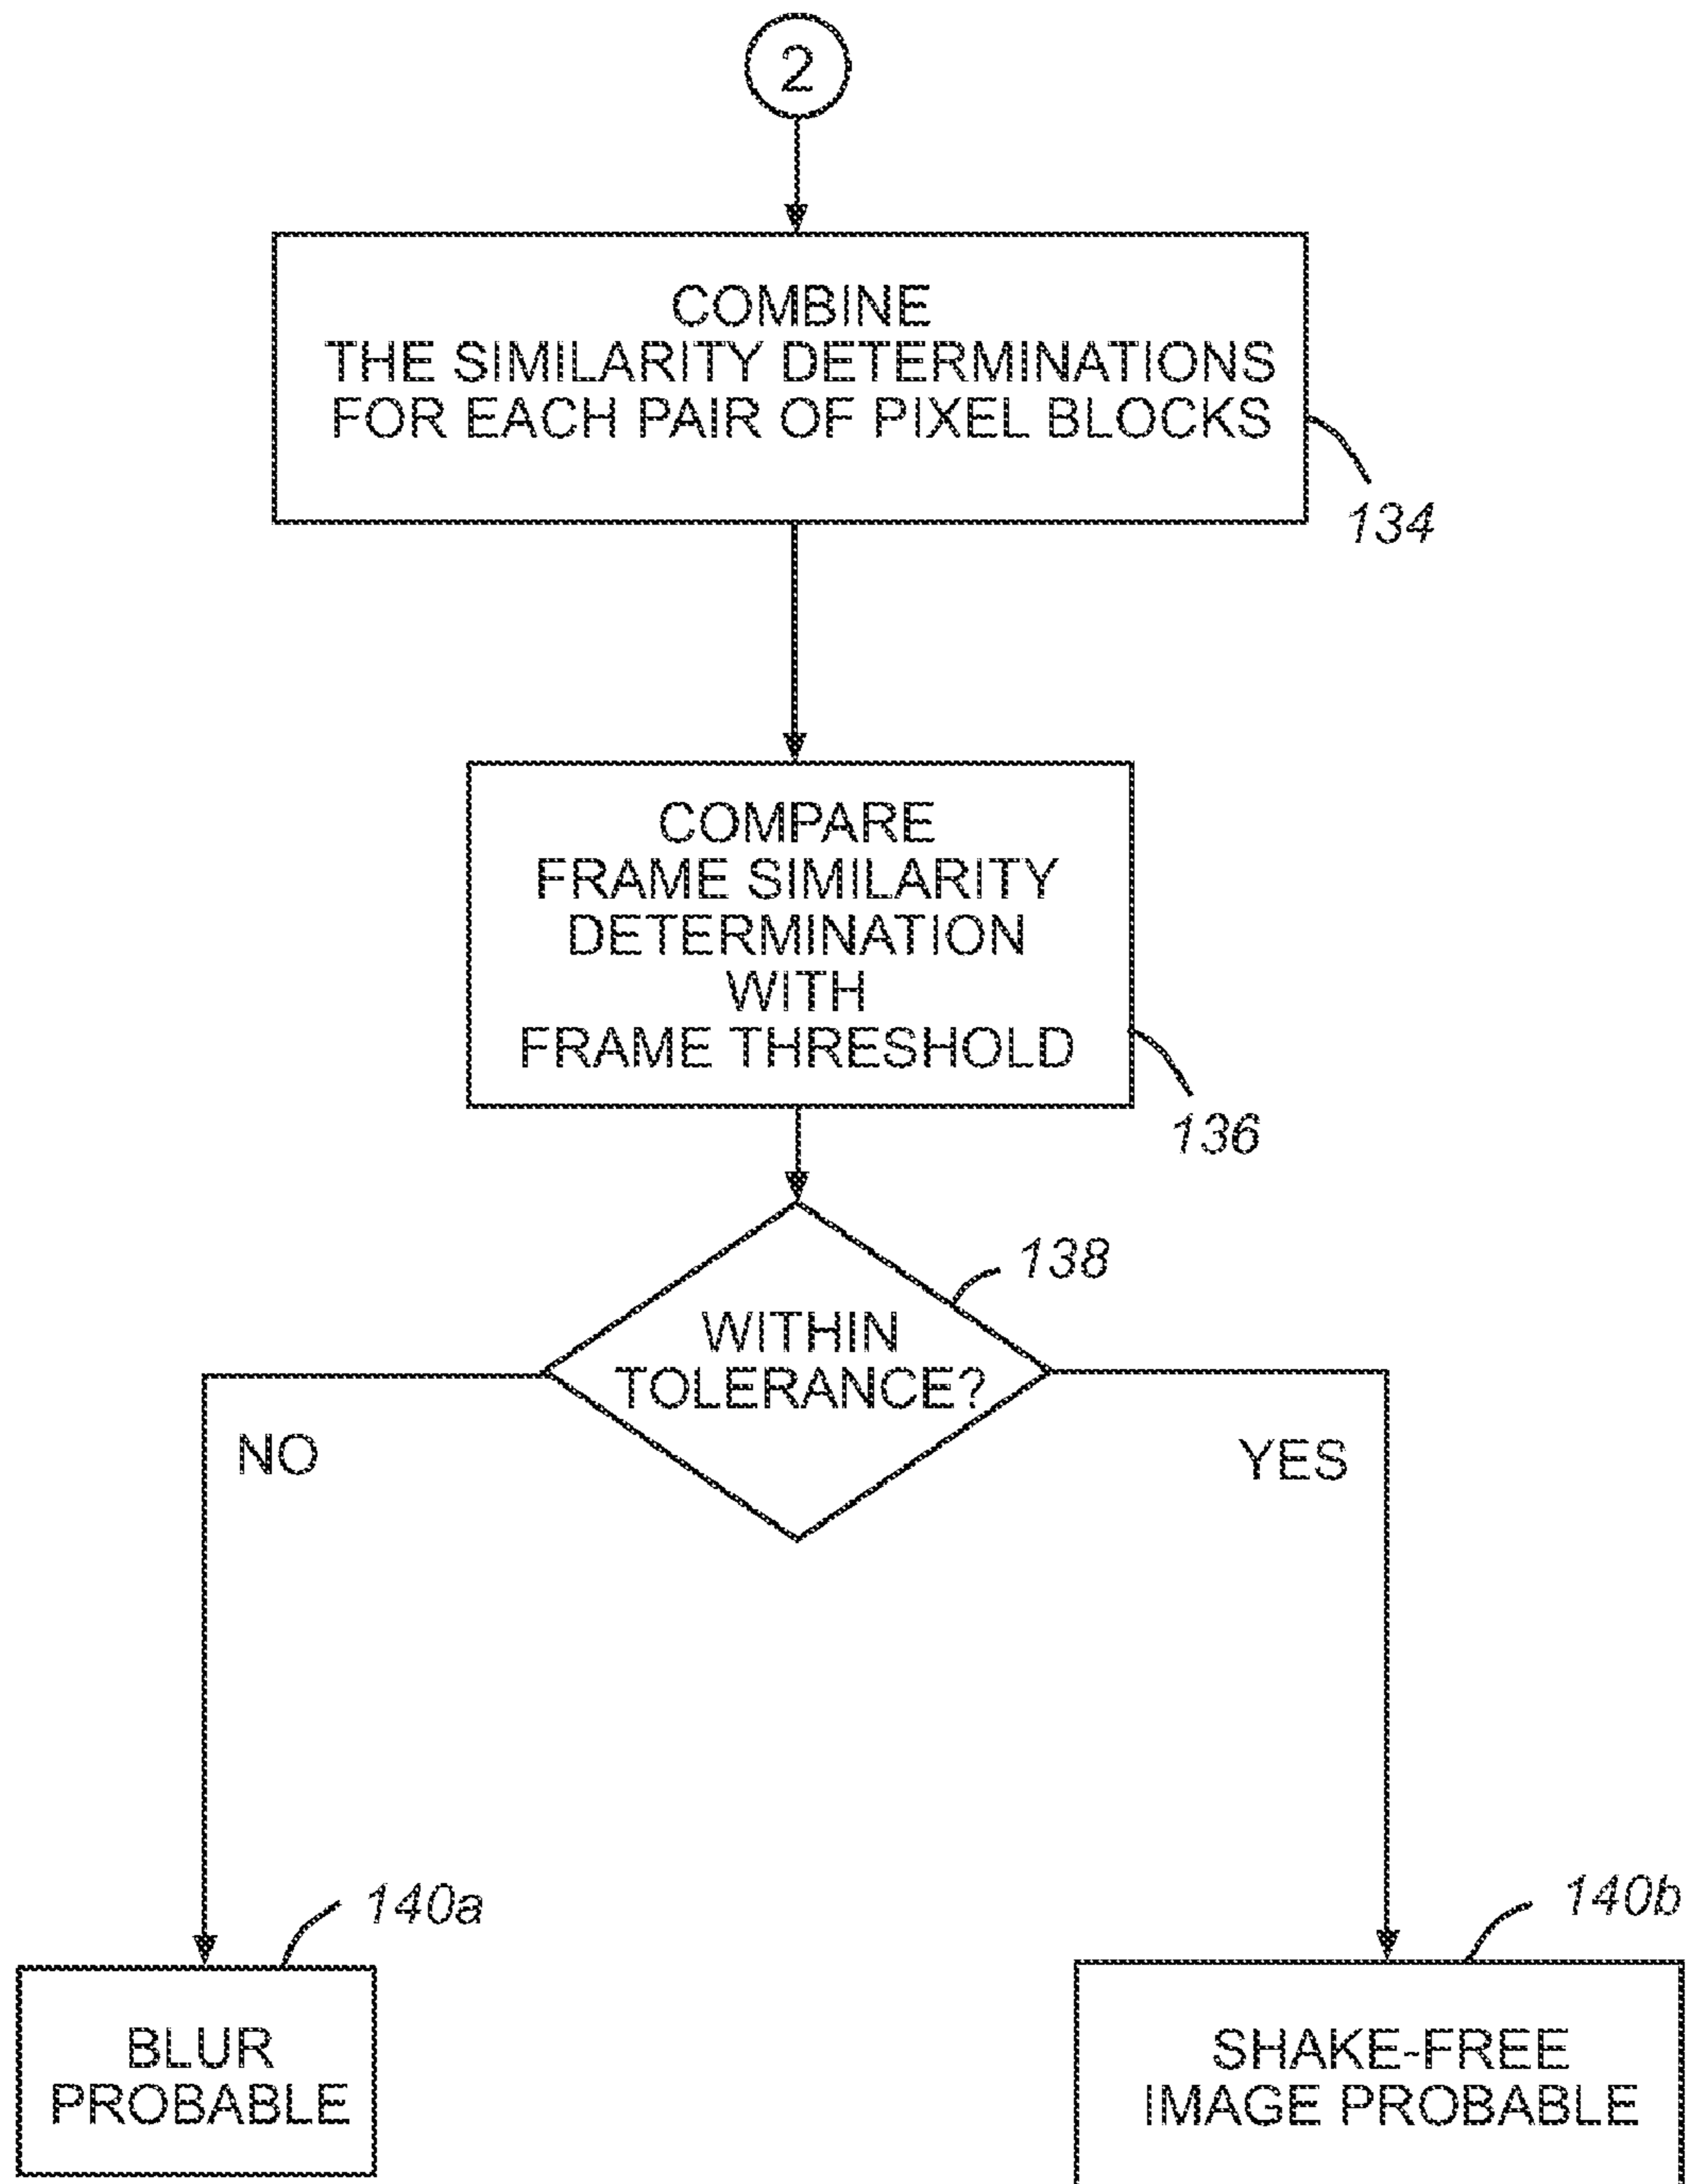 2
COMBINE
THE SIMILARITY DETERMINATIONS
FOR EACH PAIR OF PIXEL BLOCKS
134
COMPARE
FRAME SIMILARITY
DETERMINATION
WITH
FRAME THRESHOLD
136
138
WITHIN
TOLERANCE?
NO
YES
140a
140b
BLUR
PROBABLE
SHAKE-FREE
IMAGE PROBABLE